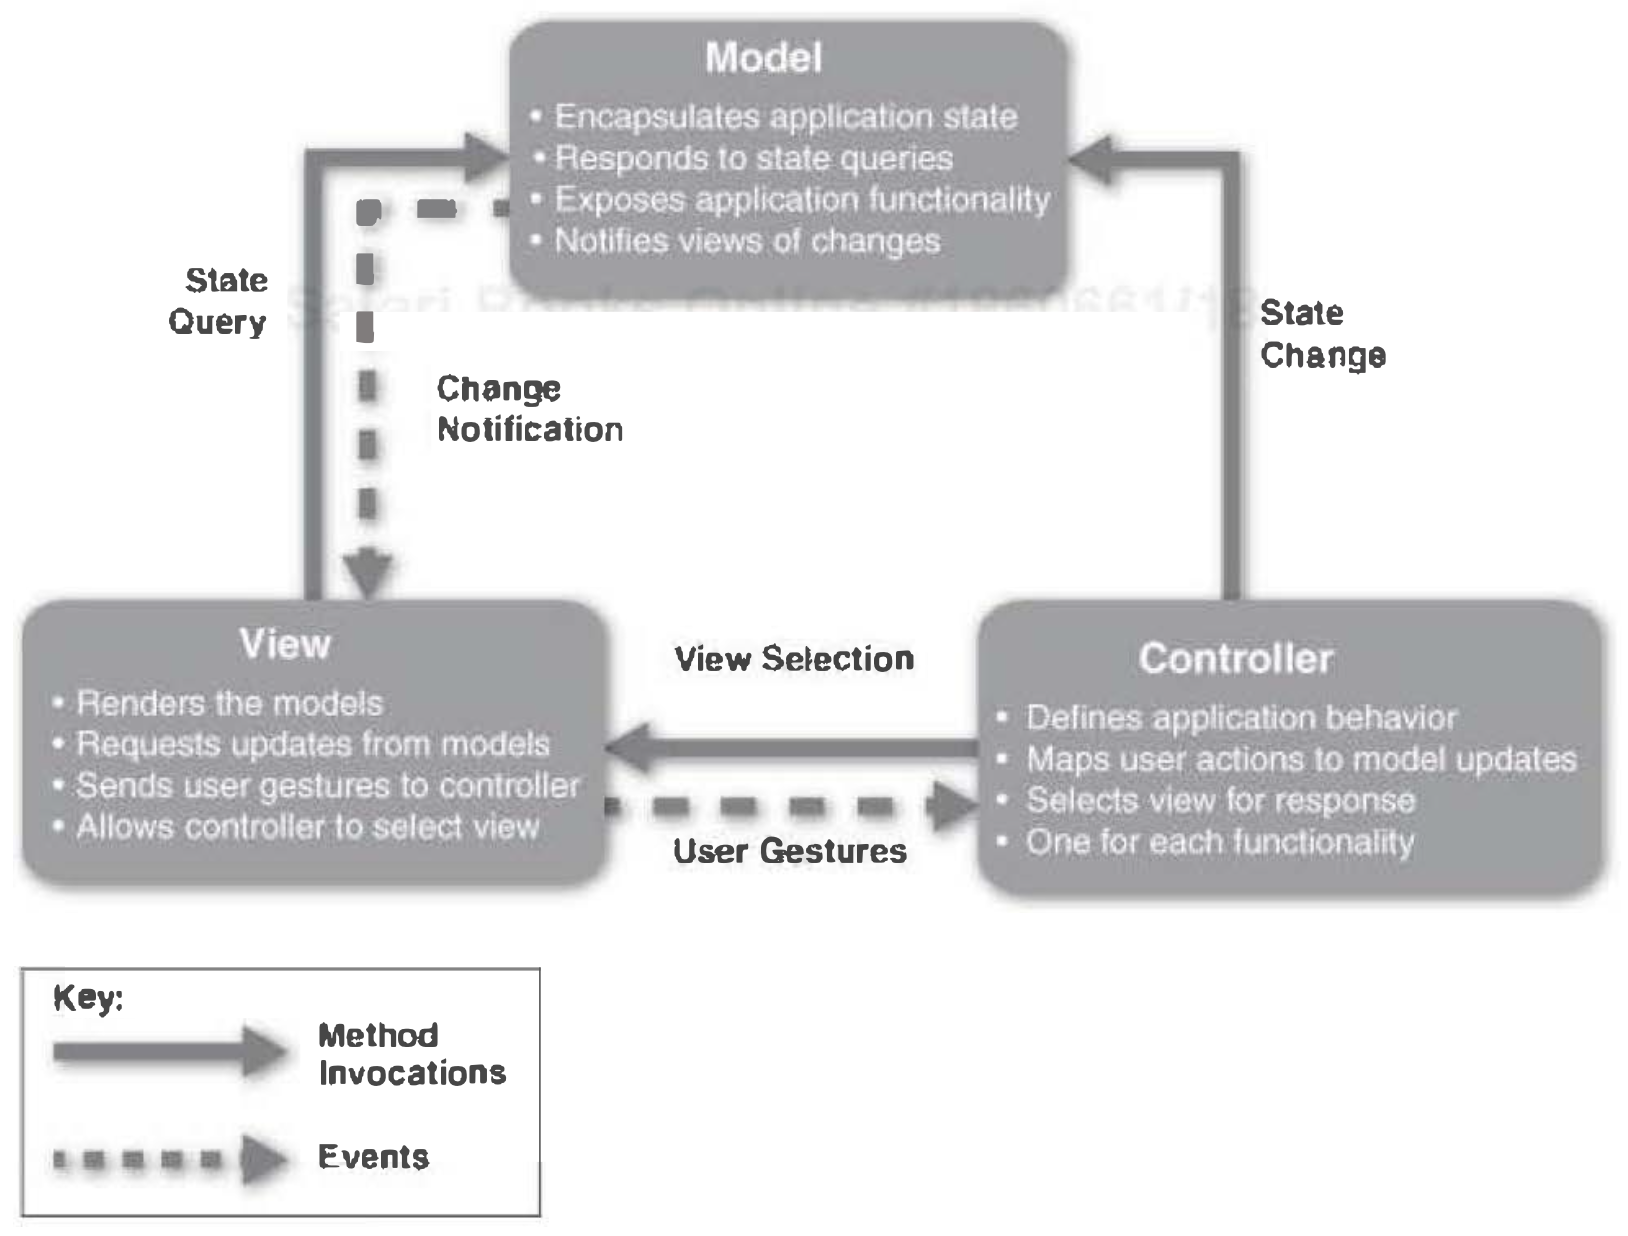 Model
• Encapsulates application state
• Responds to state queries
• Exposes application functionality
• Notifies views of changes
State
Query
Change
Notification
State
Change
View
• Renders the models
• Requests updates from models
• Sends user gestures to controller
• Allows controller to select view
View Selection
User Gestures
Controller
• Defines application behavior
• Maps user actions to model updates
• Selects view for response
• One for each functionality
Key:
Method
Invocations
Events